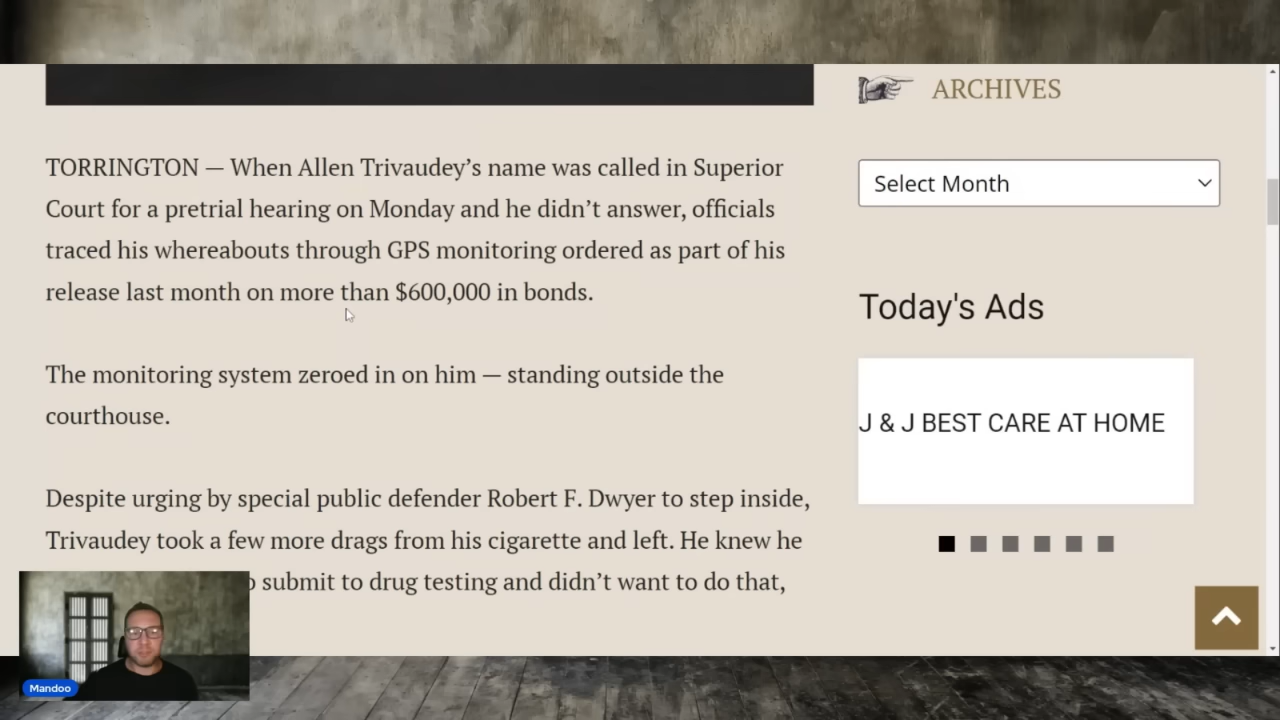 TORRINGTON — When Allen Trivaudey’s name was called in Superior
Court for a pretrial hearing on Monday and he didn’t answer, officials
traced his whereabouts through GPS monitoring ordered as part of his
release last month on more than $600,000 in bonds.
The monitoring system zeroed in on him — standing outside the
courthouse.
Despite urging by special public defender Robert F. Dwyer to step inside,
Trivaudey took a few more drags from his cigarette and left. He knew he
submit to drug testing and didn’t want to do that,
ARCHIVES
Select Month
Today's Ads
J & J BEST CARE AT HOME
Mandoo